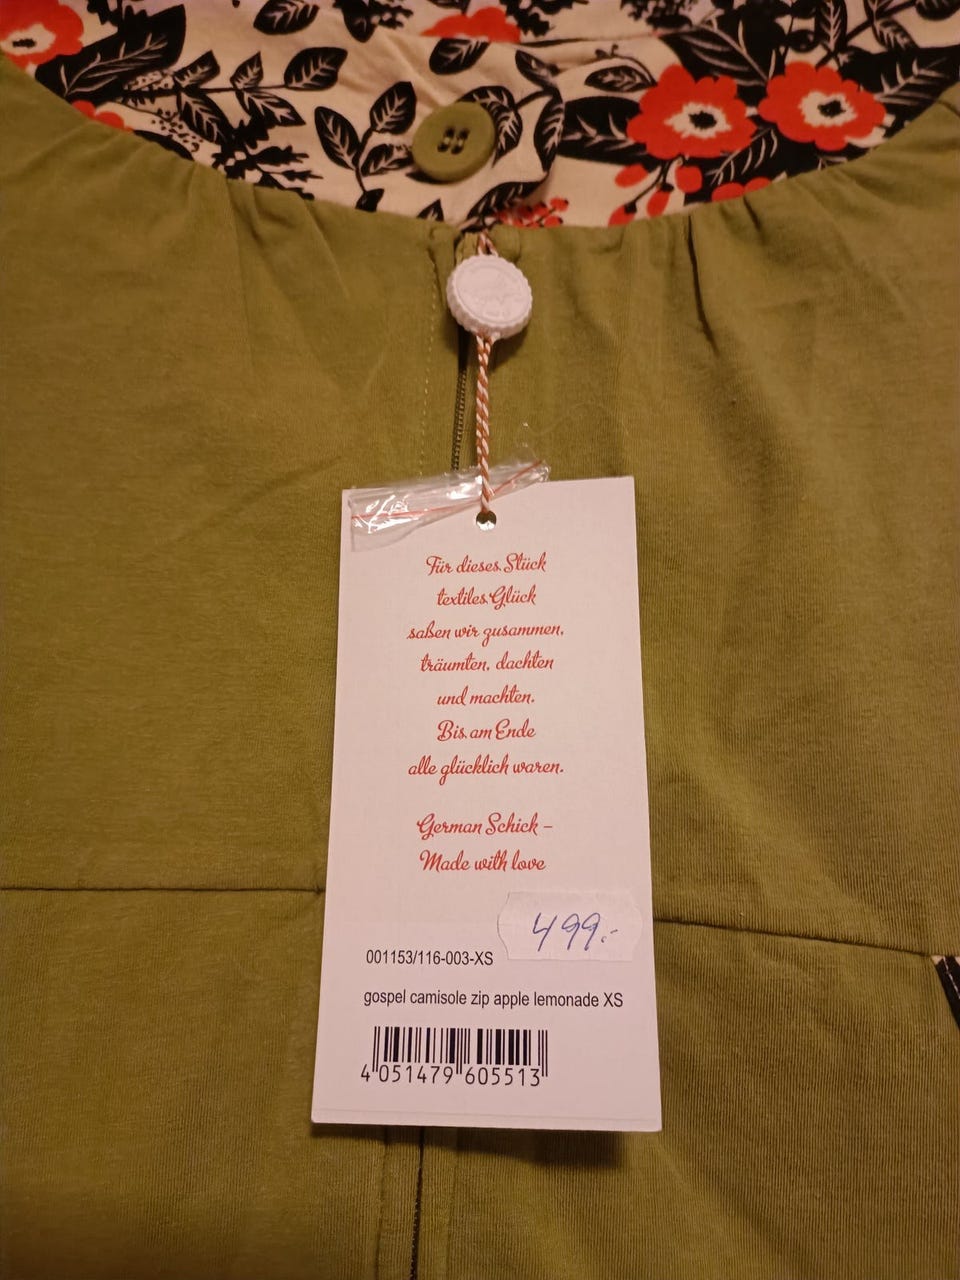 Für dieses Stück
textiles Glück
saßen wir zusammen,
träumten, dachten
und machten.
Bis am Ende
alle glücklich waren.
German Schick –
Made with love
499.-
001153/116-003-XS
gospel camisole zip apple lemonade XS
4 051479 605513